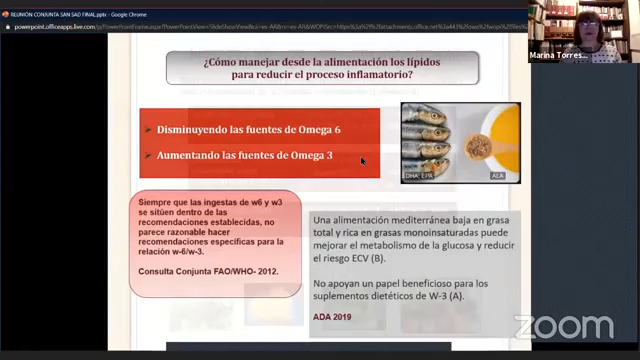 REUNIÓN CONJUNTA SAN SAD FINAL.pptx - Google Chrome
Marina Torres...
¿Cómo manejar desde la alimentación los lípidos
para reducir el proceso inflamatorio?
Disminuyendo las fuentes de Omega 6
Aumentando las fuentes de Omega 3
DHA; EPA
ALA
Siempre que las ingestas de w6 y w3
se sitúen dentro de las
recomendaciones establecidas, no
parece razonable hacer
recomendaciones específicas para la
relación w-6/w-3.
Consulta Conjunta FAO/WHO- 2012.
Una alimentación mediterránea baja en grasa
total y rica en grasas monoinsaturadas puede
mejorar el metabolismo de la glucosa y reducir
el riesgo ECV (B).
No apoyan un papel beneficioso para los
suplementos dietéticos de W-3 (A).
ADA 2019
zoom